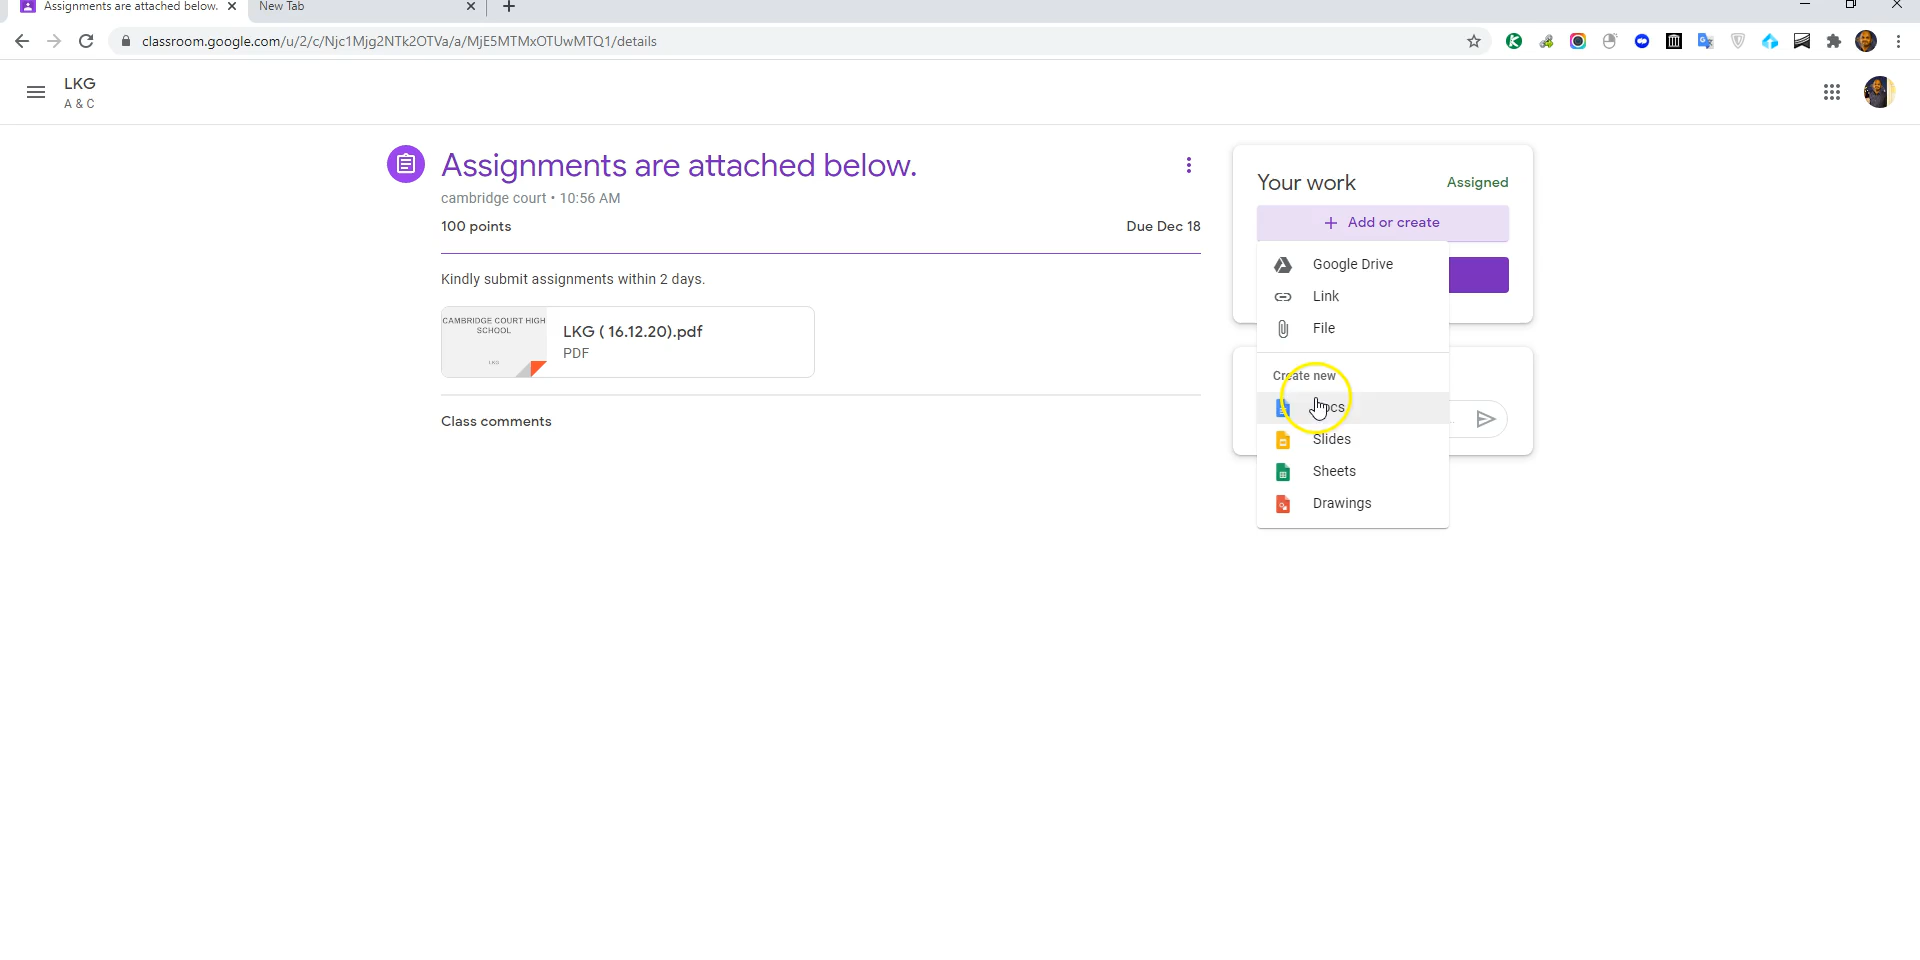 Assignments are attached below.
New Tab
classroom.google.com/u/2/c/Njc1Mjg2NTk2OTVa/a/MjE5MTMxOTUwMTQ1/details
LKG
A & C
Assignments are attached below.
cambridge court • 10:56 AM
100 points
Due Dec 18
Kindly submit assignments within 2 days.
CAMBRIDGE COURT HIGH
SCHOOL
LKG
LKG ( 16.12.20).pdf
PDF
Class comments
Your work
Assigned
+ Add or create
Google Drive
Link
File
Create new
Docs
Slides
Sheets
Drawings